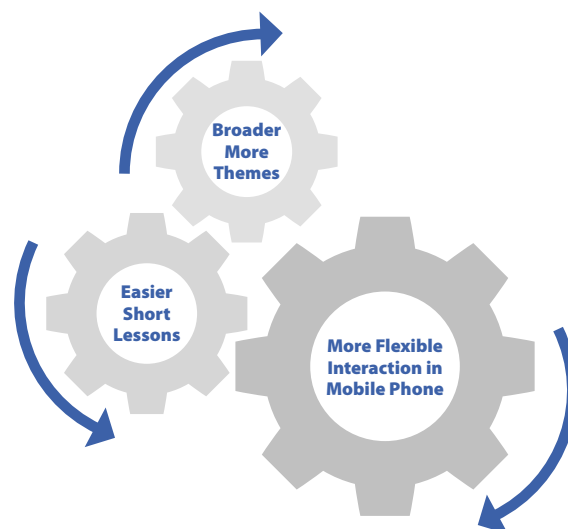 Broader
More
Themes
Easier
Short
Lessons
More Flexible
Interaction in
Mobile Phone